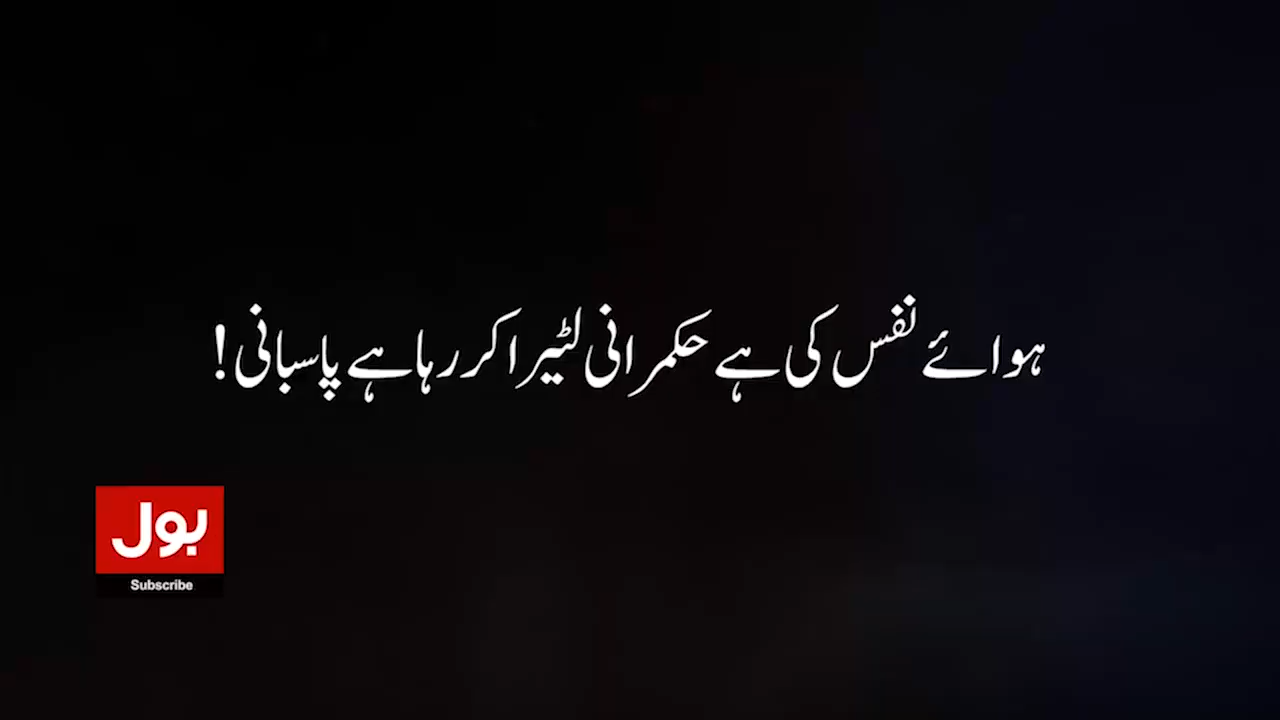 ہوائے نفس کی ہے حکمرانی لٹیرا کر رہا ہے پاسبانی!
بول
Subscribe